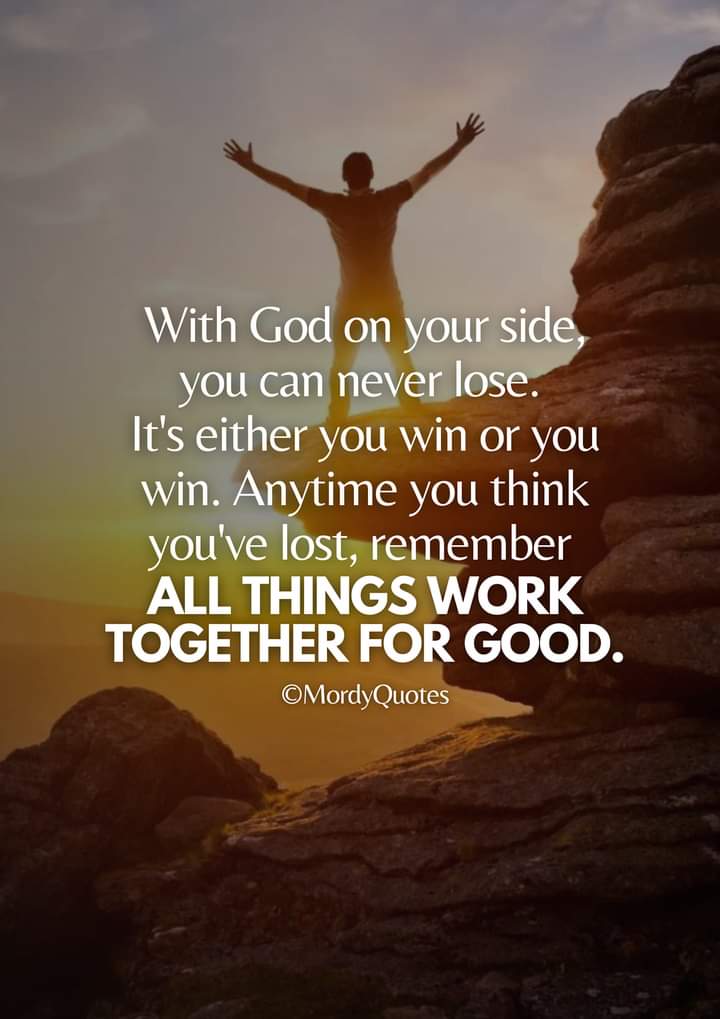 With God on your side,
you can never lose.
It's either you win or you
win. Anytime you think
you've lost, remember
ALL THINGS WORK
TOGETHER FOR GOOD.
©MordyQuotes